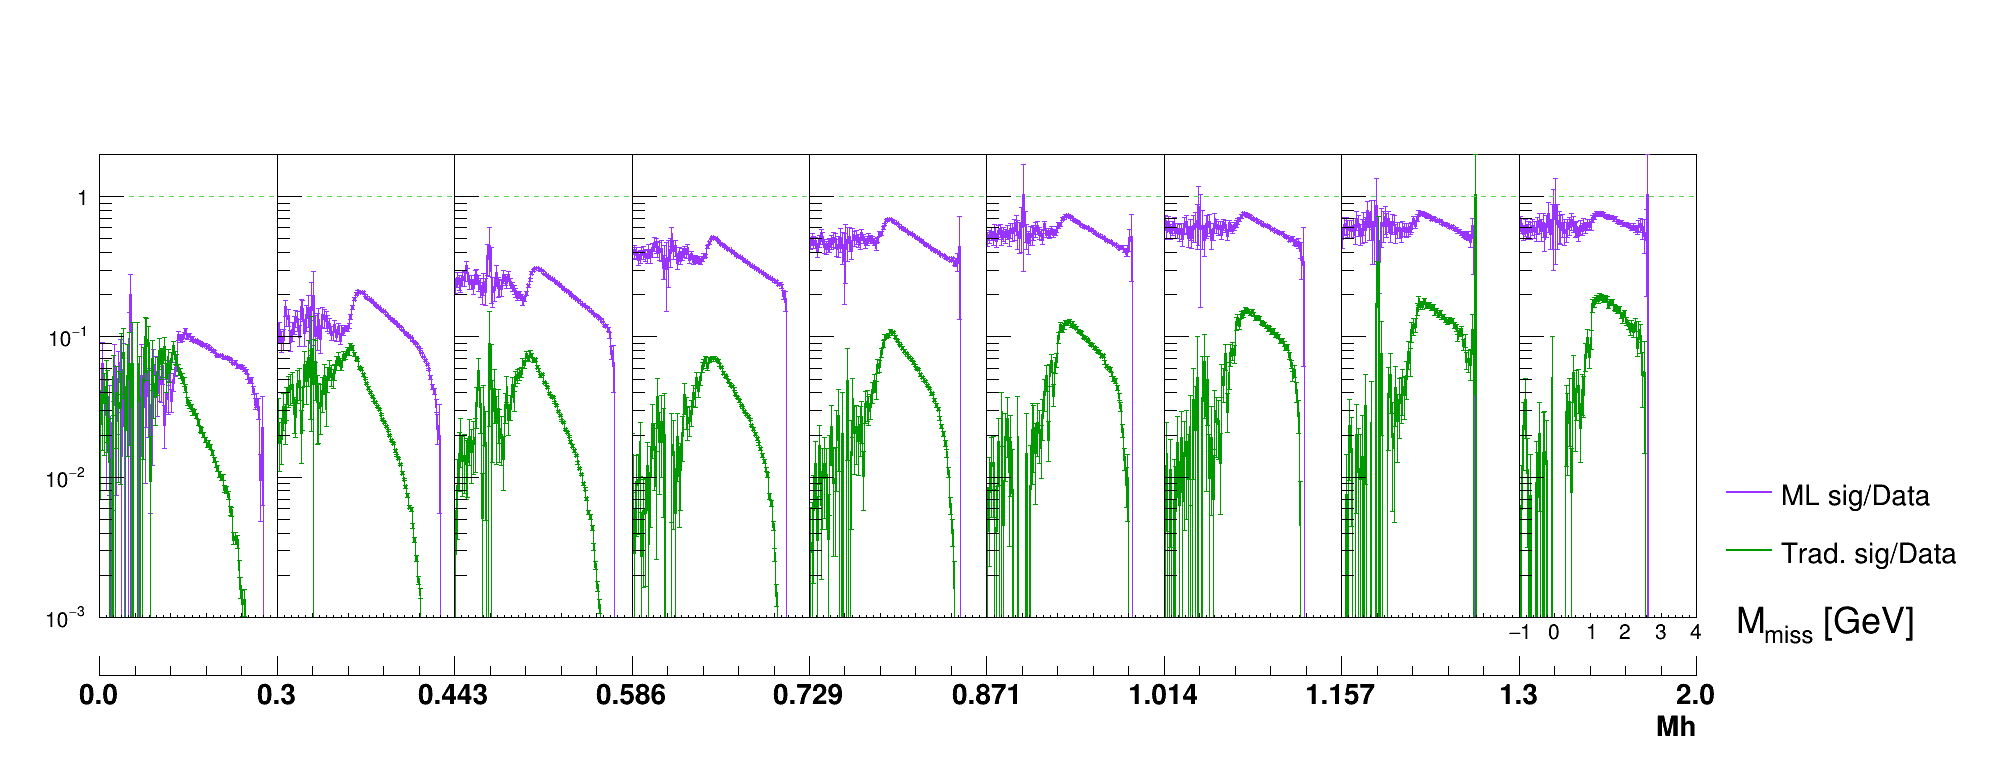 1
10⁻¹
10⁻²
10⁻³
ML sig/Data
Trad. sig/Data
−1 0 1 2 3 4
M_miss [GeV]
0.0 0.3 0.443 0.586 0.729 0.871 1.014 1.157 1.3 2.0
Mh